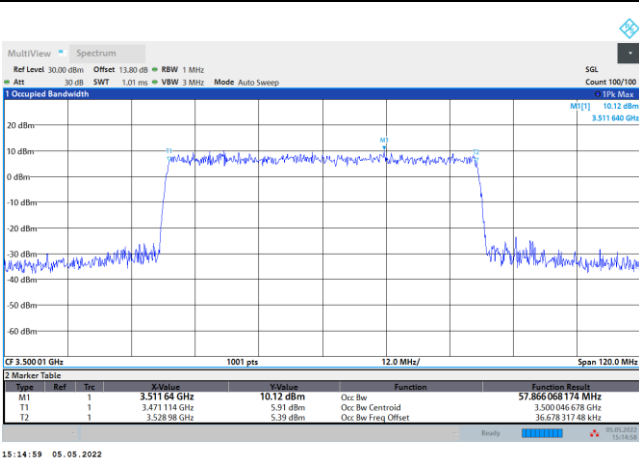 MultiView Spectrum
Ref Level 30.00 dBm Offset 13.80 dB RBW 1 MHz SGL
Att 30 dB SWT 1.01 ms VBW 3 MHz Mode Auto Sweep Count 100/100
1 Occupied Bandwidth 1Pk Max
M1[1] 10.12 dBm
3.511 640 GHz
20 dBm
M1
10 dBm
T1 T2
0 dBm
-10 dBm
-20 dBm
-30 dBm
-40 dBm
-50 dBm
-60 dBm
CF 3.500 01 GHz 1001 pts 12.0 MHz/ Span 120.0 MHz
2 Marker Table
Type Ref Trc X-Value Y-Value Function Function Result
M1 1 3.511 64 GHz 10.12 dBm Occ Bw 57.866 068 174 MHz
T1 1 3.471 114 GHz 5.91 dBm Occ Bw Centroid 3.500 046 678 GHz
T2 1 3.528 98 GHz 5.39 dBm Occ Bw Freq Offset 36.678 317 48 kHz
Ready 05.05.2022
15:14:58
15:14:59 05.05.2022